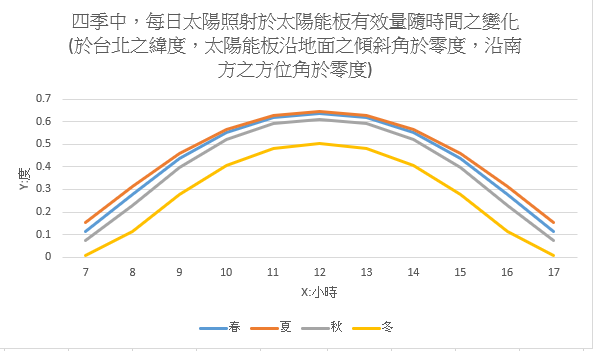 四季中，每日太陽照射於太陽能板有效量隨時間之變化
(於台北之緯度，太陽能板沿地面之傾斜角於零度，沿南
方之方位角於零度)
0.7
0.6
0.5
0.4
0.3
0.2
0.1
0
Y:度
7 8 9 10 11 12 13 14 15 16 17
X:小時
春 夏 秋 冬